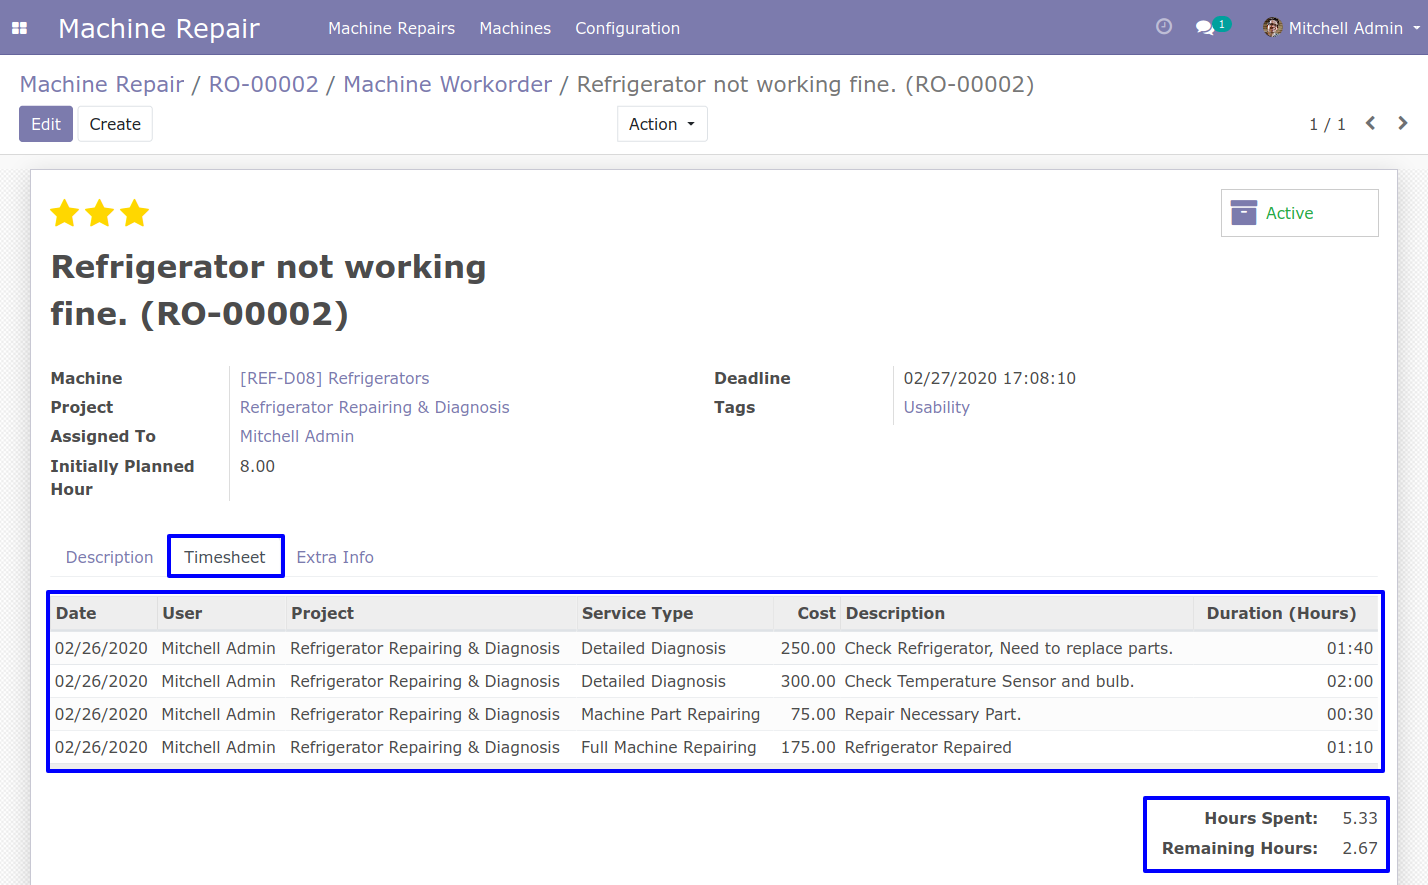 Machine Repair Machine Repairs Machines Configuration 1 Mitchell Admin
Machine Repair / RO-00002 / Machine Workorder / Refrigerator not working fine. (RO-00002)
Edit Create Action 1 / 1
Active
Refrigerator not working
fine. (RO-00002)
Machine [REF-D08] Refrigerators Deadline 02/27/2020 17:08:10
Project Refrigerator Repairing & Diagnosis Tags Usability
Assigned To Mitchell Admin
Initially Planned Hour 8.00
Description Timesheet Extra Info
Date User Project Service Type Cost Description Duration (Hours)
02/26/2020 Mitchell Admin Refrigerator Repairing & Diagnosis Detailed Diagnosis 250.00 Check Refrigerator, Need to replace parts. 01:40
02/26/2020 Mitchell Admin Refrigerator Repairing & Diagnosis Detailed Diagnosis 300.00 Check Temperature Sensor and bulb. 02:00
02/26/2020 Mitchell Admin Refrigerator Repairing & Diagnosis Machine Part Repairing 75.00 Repair Necessary Part. 00:30
02/26/2020 Mitchell Admin Refrigerator Repairing & Diagnosis Full Machine Repairing 175.00 Refrigerator Repaired 01:10
Hours Spent: 5.33
Remaining Hours: 2.67